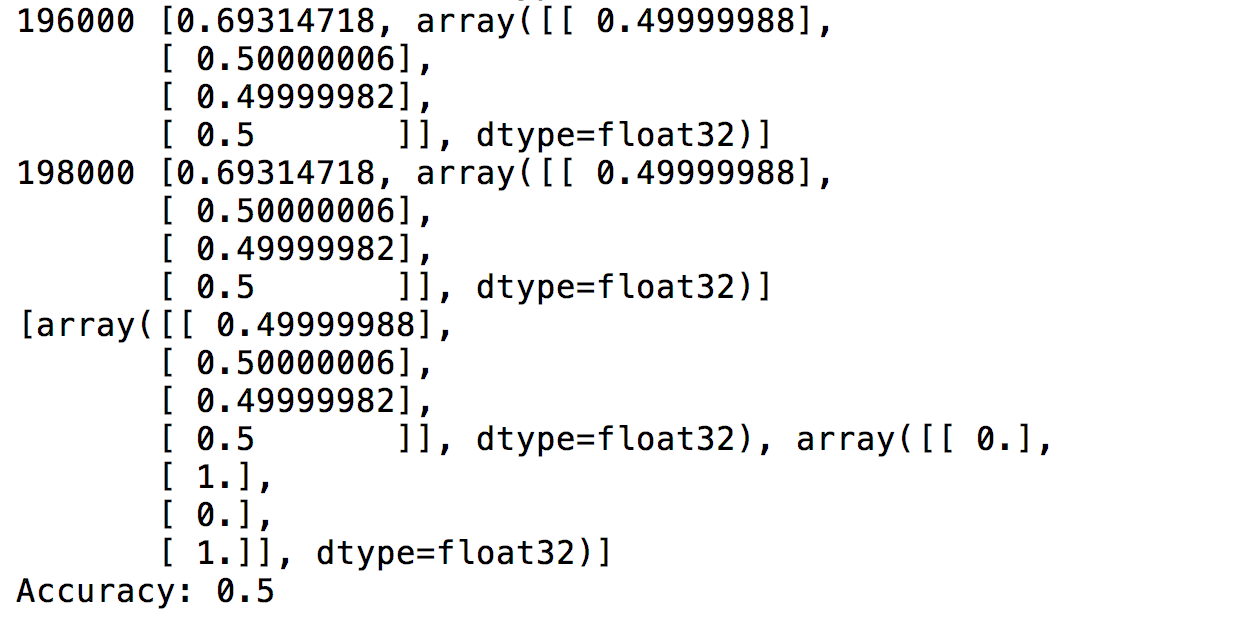 196000 [0.69314718, array([[ 0.49999988],
       [ 0.50000006],
       [ 0.49999982],
       [ 0.5       ]], dtype=float32)]
198000 [0.69314718, array([[ 0.49999988],
       [ 0.50000006],
       [ 0.49999982],
       [ 0.5       ]], dtype=float32)]
[array([[ 0.49999988],
       [ 0.50000006],
       [ 0.49999982],
       [ 0.5       ]], dtype=float32), array([[ 0.],
       [ 1.],
       [ 0.],
       [ 1.]], dtype=float32)]
Accuracy: 0.5